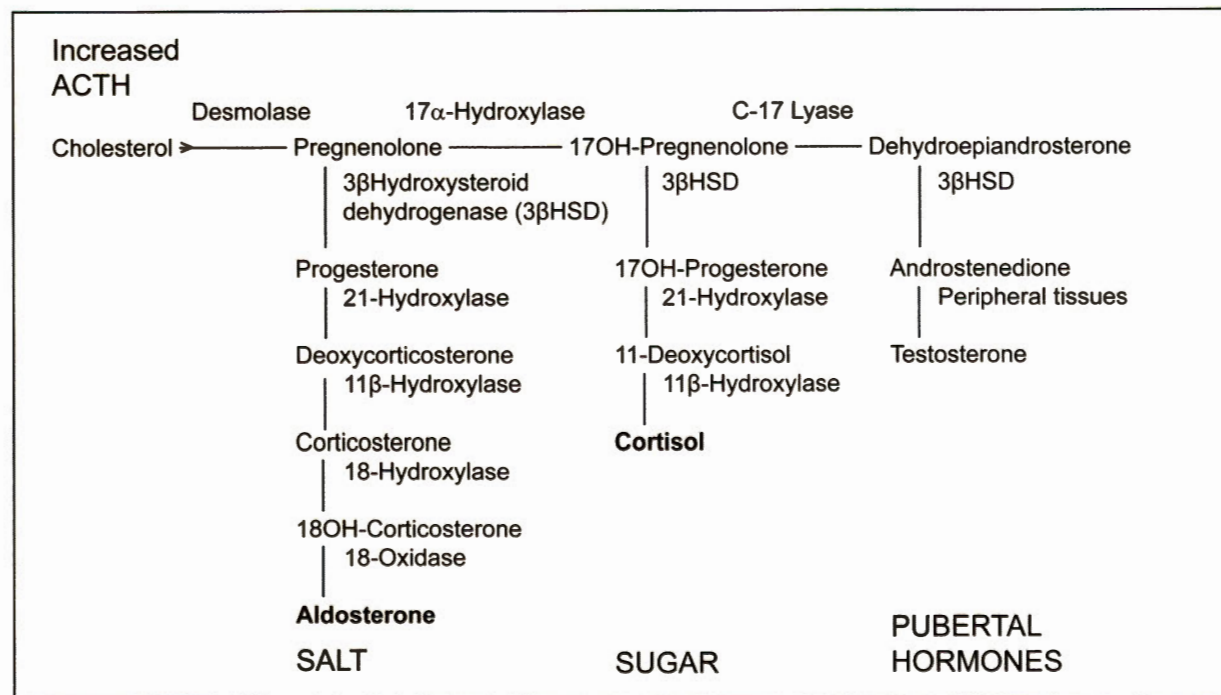 Increased
ACTH
Desmolase 17α-Hydroxylase C-17 Lyase
Cholesterol Pregnenolone 17OH-Pregnenolone Dehydroepiandrosterone
3βHydroxysteroid 3βHSD 3βHSD
dehydrogenase (3βHSD)
Progesterone 17OH-Progesterone Androstenedione
21-Hydroxylase 21-Hydroxylase Peripheral tissues
Deoxycorticosterone 11-Deoxycortisol Testosterone
11β-Hydroxylase 11β-Hydroxylase
Corticosterone Cortisol
18-Hydroxylase
18OH-Corticosterone
18-Oxidase
Aldosterone
PUBERTAL
SALT SUGAR HORMONES